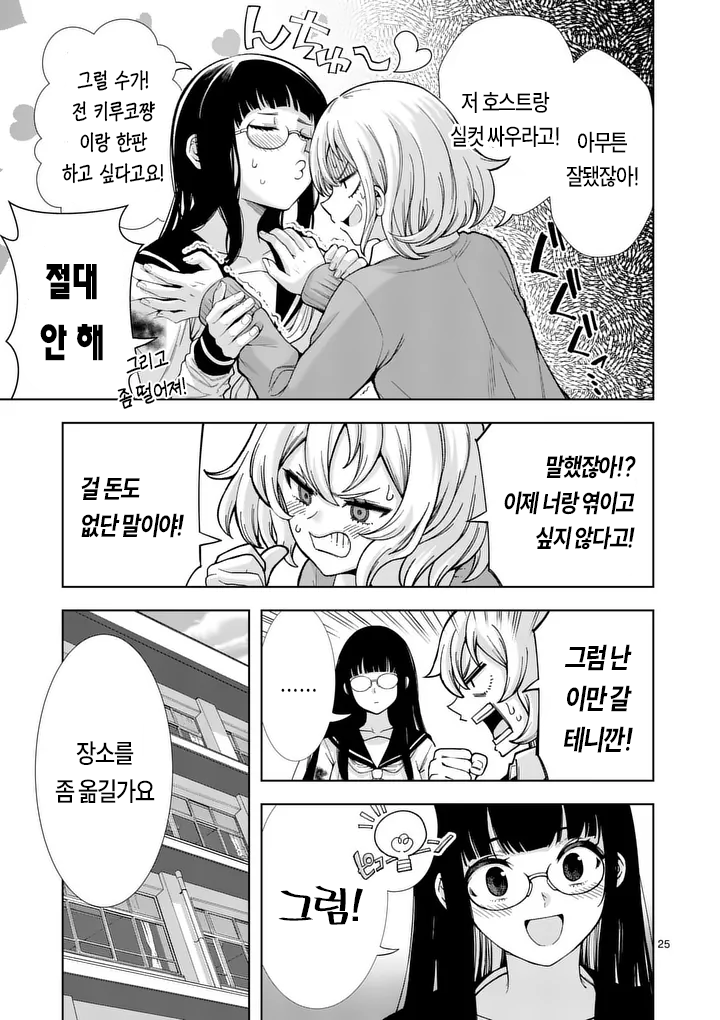 아무튼
잘됐잖아!
저 호스트랑
실컷 싸우라고!
んちゅ〜♡
그럴 수가!
전 키루코쨩
이랑 한판
하고 싶다고요!
절대
안 해
그리고
좀 떨어져!
말했잖아!?
이제 너랑 엮이고
싶지 않다고!
걸 돈도
없단 말이야!
그럼 난
이만 갈
테니깐!
……
ピコーン
그럼!
장소를
좀 옮길가요
25